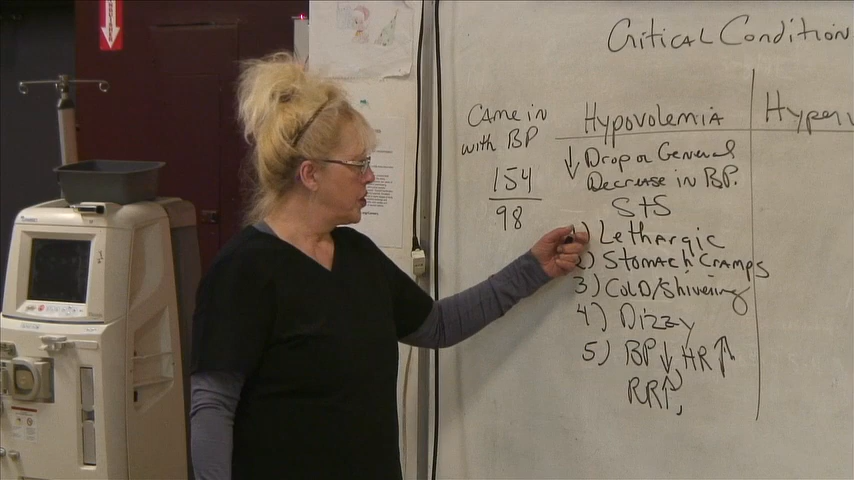 Critical Condition
Came in
with BP
154
98
Hypovolemia
↓ Drop or General
Decrease in BP.
S+S
1) Lethargic
2) Stomach Cramps
3) Cold/Shivering
4) Dizzy
5) BP↓ HR↑
RR↑,
Hyperv